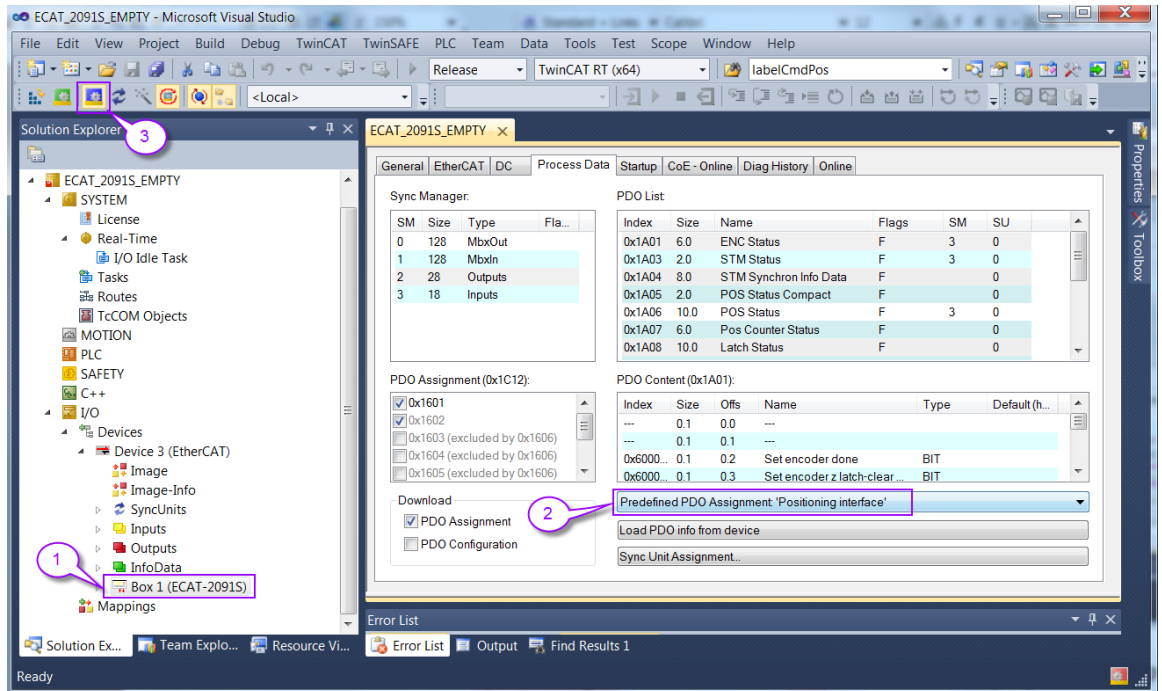 ECAT_2091S_EMPTY - Microsoft Visual Studio
File Edit View Project Build Debug TwinCAT TwinSAFE PLC Team Data Tools Test Scope Window Help
Release TwinCAT RT (x64) labelCmdPos
<Local>
3
Solution Explorer
ECAT_2091S_EMPTY
SYSTEM
License
Real-Time
I/O Idle Task
Tasks
Routes
TcCOM Objects
MOTION
PLC
SAFETY
C++
I/O
Devices
Device 3 (EtherCAT)
Image
Image-Info
SyncUnits
Inputs
Outputs
InfoData
1
Box 1 (ECAT-2091S)
Mappings
Solution Ex... Team Explo... Resource Vi...
ECAT_2091S_EMPTY
General EtherCAT DC Process Data Startup CoE - Online Diag History Online
Sync Manager:
SM Size Type Fla...
0 128 MbxOut
1 128 MbxIn
2 28 Outputs
3 18 Inputs
PDO List:
Index Size Name Flags SM SU
0x1A01 6.0 ENC Status F 3 0
0x1A03 2.0 STM Status F 3 0
0x1A04 8.0 STM Synchron Info Data F 0
0x1A05 2.0 POS Status Compact F 0
0x1A06 10.0 POS Status F 3 0
0x1A07 6.0 Pos Counter Status F 0
0x1A08 10.0 Latch Status F 0
PDO Assignment (0x1C12):
0x1601
0x1602
0x1603 (excluded by 0x1606)
0x1604 (excluded by 0x1606)
0x1605 (excluded by 0x1606)
PDO Content (0x1A01):
Index Size Offs Name Type Default (h...
--- 0.1 0.0 ---
--- 0.1 0.1 ---
0x6000... 0.1 0.2 Set encoder done BIT
0x6000... 0.1 0.3 Set encoder z latch-clear ... BIT
Download
PDO Assignment
PDO Configuration
2
Predefined PDO Assignment: 'Positioning interface'
Load PDO info from device
Sync Unit Assignment...
Properties
Toolbox
Error List
Error List Output Find Results 1
Ready